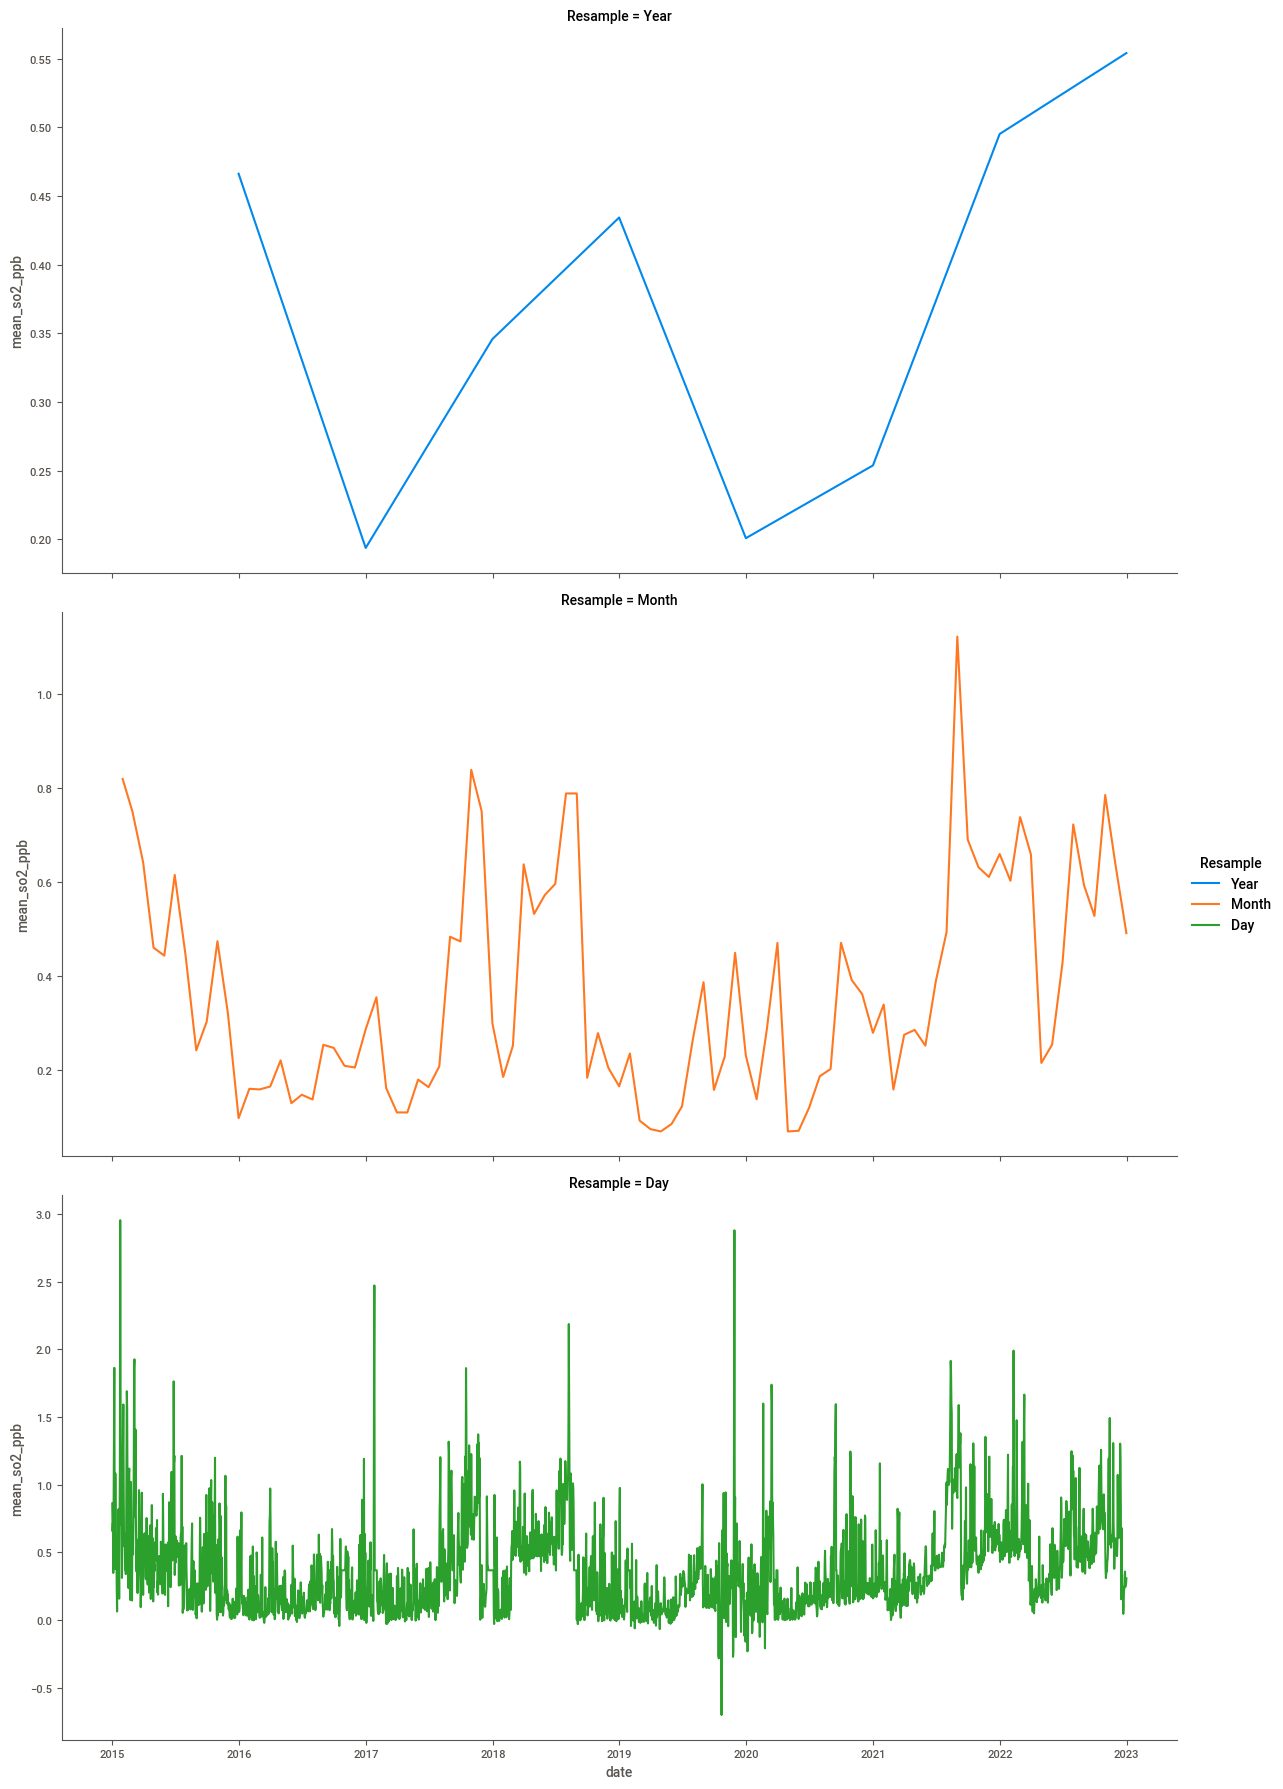 Resample = Year
0.55
0.50
0.45
0.40
0.35
0.30
0.25
0.20
mean_so2_ppb
Resample = Month
1.0
0.8
0.6
0.4
0.2
mean_so2_ppb
Resample
Year
Month
Day
Resample = Day
3.0
2.5
2.0
1.5
1.0
0.5
0.0
−0.5
mean_so2_ppb
2015 2016 2017 2018 2019 2020 2021 2022 2023
date